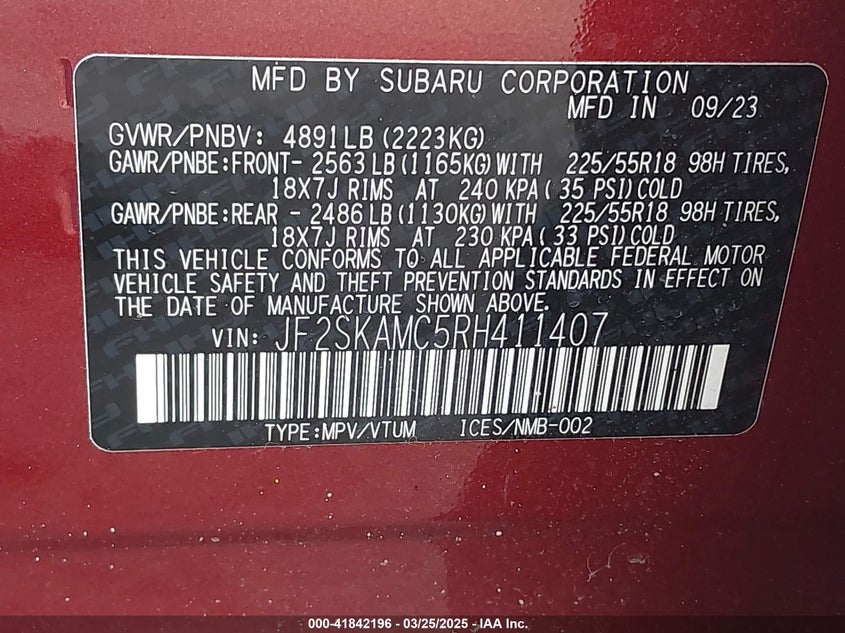 MFD BY SUBARU CORPORATION
MFD IN 09/23
GVWR/PNBV: 4891LB (2223KG)
GAWR/PNBE:FRONT- 2563 LB (1165KG) WITH 225/55R18 98H TIRES,
18X7J RIMS AT 240 KPA ( 35 PSI) COLD
GAWR/PNBE:REAR - 2486 LB (1130KG) WITH 225/55R18 98H TIRES,
18X7J RIMS AT 230 KPA ( 33 PSI) COLD
THIS VEHICLE CONFORMS TO ALL APPLICABLE FEDERAL MOTOR
VEHICLE SAFETY AND THEFT PREVENTION STANDARDS IN EFFECT ON
THE DATE OF MANUFACTURE SHOWN ABOVE.
VIN: JF2SKAMC5RH411407
TYPE:MPV/VTUM ICES/NMB-002
000-41842196 - 03/25/2025 - IAA Inc.